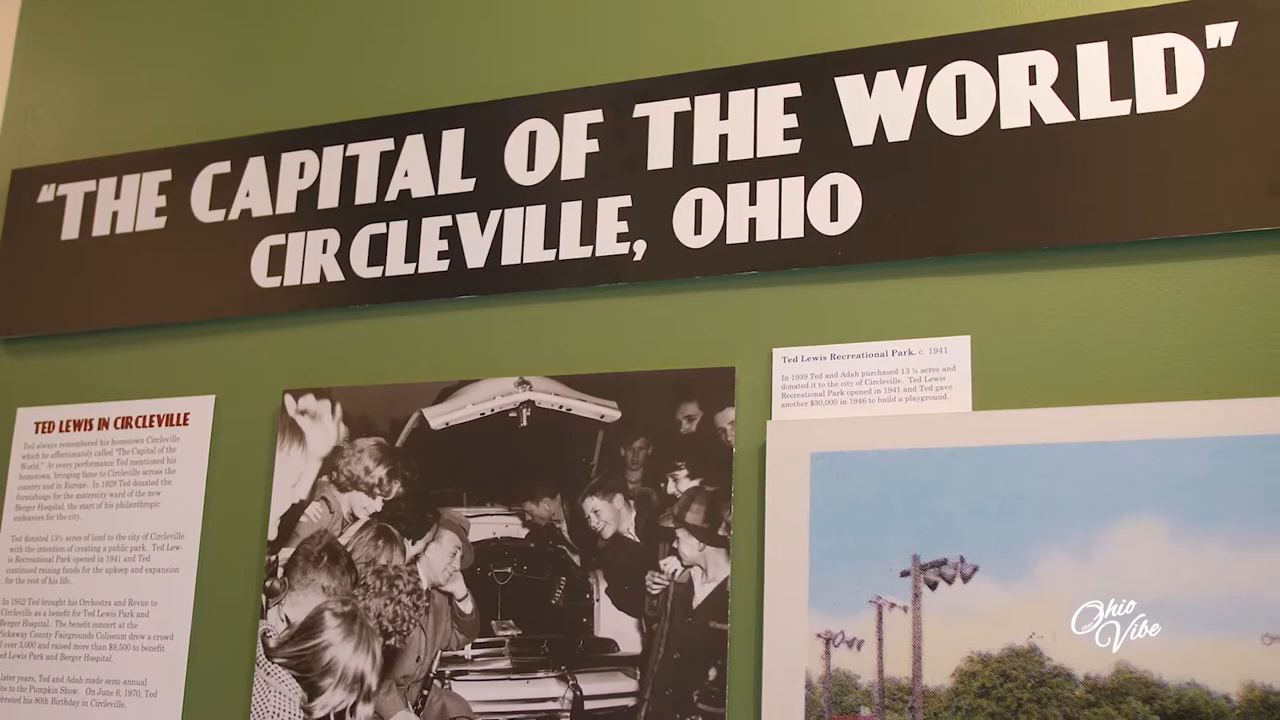 "THE CAPITAL OF THE WORLD"
CIRCLEVILLE, OHIO
TED LEWIS IN CIRCLEVILLE
Ted always remembered his hometown Circleville
which he affectionately called "The Capital of the
World." At every performance Ted mentioned his
hometown, bringing fame to Circleville across the
country and in Europe. In 1929 Ted donated the
furnishings for the maternity ward of the new
Berger Hospital, the start of his philanthropic
endeavors for the city.
Ted donated 13½ acres of land to the city of Circleville
with the intention of creating a public park. Ted Lew-
is Recreational Park opened in 1941 and Ted
continued raising funds for the upkeep and expansion
for the rest of his life.
In 1952 Ted brought his Orchestra and Revue to
Circleville as a benefit for Ted Lewis Park and
Berger Hospital. The benefit concert at the
Pickaway County Fairgrounds Coliseum drew a crowd
of over 3,000 and raised more than $9,500 to benefit
Ted Lewis Park and Berger Hospital.
later years, Ted and Adah made semi-annual
to the Pumpkin Show. On June 6, 1970, Ted
his 80th Birthday in Circleville.
Ted Lewis Recreational Park, c. 1941
In 1939 Ted and Adah purchased 13 ½ acres and
donated it to the city of Circleville. Ted Lewis
Recreational Park opened in 1941 and Ted gave
another $30,000 in 1946 to build a playground.
Ohio
Vibe